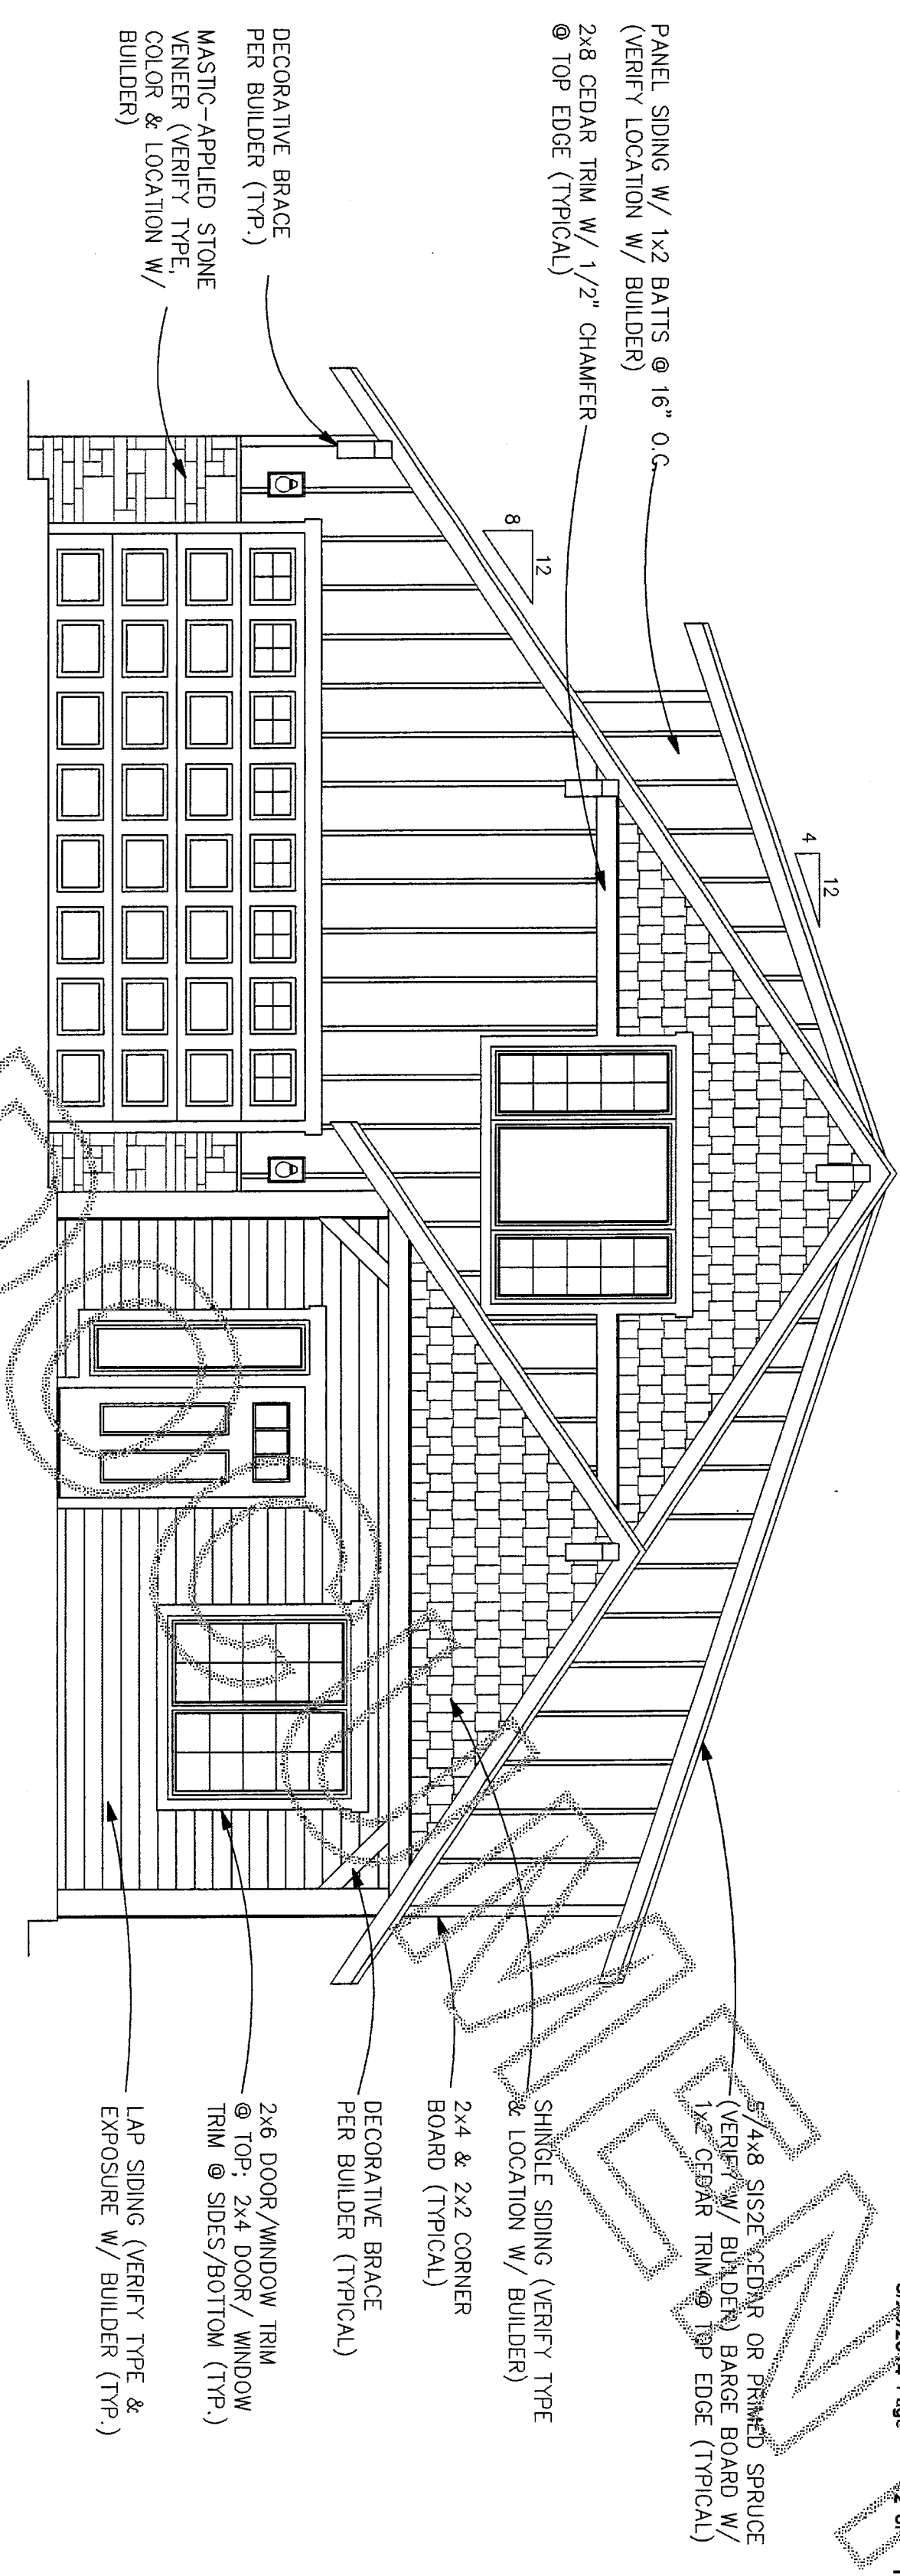 PANEL SIDING W/ 1x2 BATTS @ 16" O.C
(VERIFY LOCATION W/ BUILDER)
2x8 CEDAR TRIM W/ 1/2" CHAMFER
@ TOP EDGE (TYPICAL)
DECORATIVE BRACE
PER BUILDER (TYP.)
MASTIC-APPLIED STONE
VENEER (VERIFY TYPE,
COLOR & LOCATION W/
BUILDER)
12
8
12
4
5/4x8 SIS2E CEDAR OR PRIMED SPRUCE
(VERIFY W/ BUILDER) BARGE BOARD W/
1x2 CEDAR TRIM @ TOP EDGE (TYPICAL)
SHINGLE SIDING (VERIFY TYPE
& LOCATION W/ BUILDER)
2x4 & 2x2 CORNER
BOARD (TYPICAL)
DECORATIVE BRACE
PER BUILDER (TYPICAL)
2x6 DOOR/WINDOW TRIM
@ TOP; 2x4 DOOR/ WINDOW
TRIM @ SIDES/BOTTOM (TYP.)
LAP SIDING (VERIFY TYPE &
EXPOSURE W/ BUILDER (TYP.)
Page
DOCUMEN